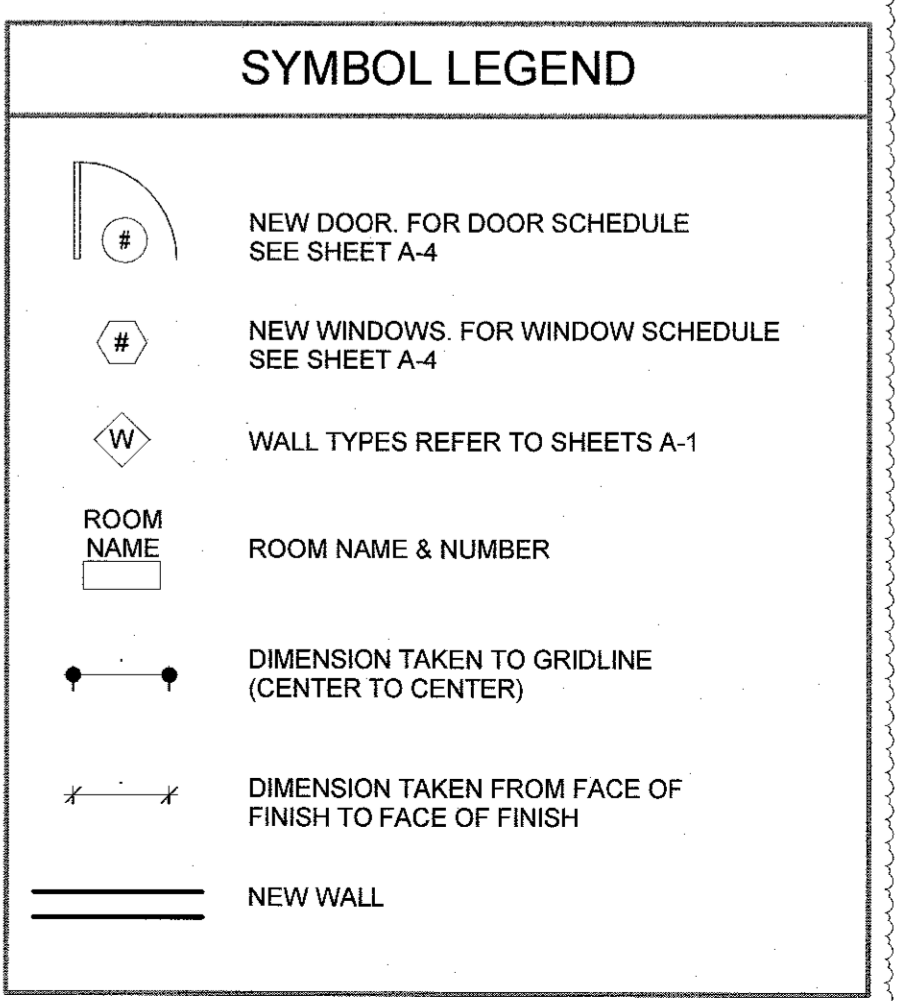 SYMBOL LEGEND
#
NEW DOOR. FOR DOOR SCHEDULE
SEE SHEET A-4
#
NEW WINDOWS. FOR WINDOW SCHEDULE
SEE SHEET A-4
W
WALL TYPES REFER TO SHEETS A-1
ROOM
NAME
ROOM NAME & NUMBER
DIMENSION TAKEN TO GRIDLINE
(CENTER TO CENTER)
DIMENSION TAKEN FROM FACE OF
FINISH TO FACE OF FINISH
NEW WALL